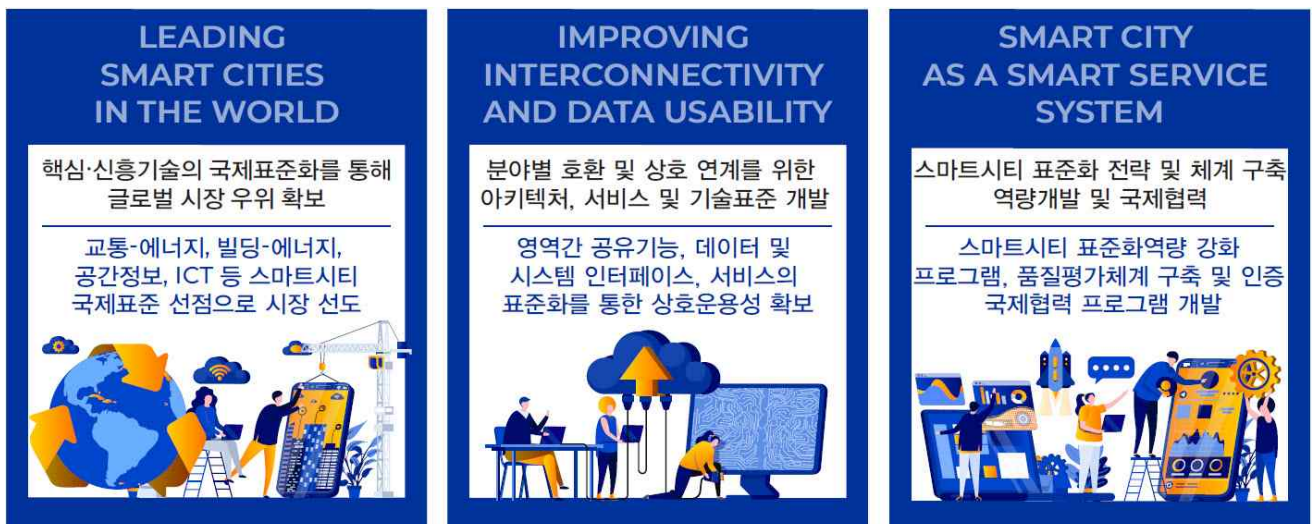 LEADING
SMART CITIES
IN THE WORLD
핵심·신흥기술의 국제표준화를 통해
글로벌 시장 우위 확보
교통-에너지, 빌딩-에너지,
공간정보, ICT 등 스마트시티
국제표준 선점으로 시장 선도
IMPROVING
INTERCONNECTIVITY
AND DATA USABILITY
분야별 호환 및 상호 연계를 위한
아키텍처, 서비스 및 기술표준 개발
영역간 공유기능, 데이터 및
시스템 인터페이스, 서비스의
표준화를 통한 상호운용성 확보
SMART CITY
AS A SMART SERVICE
SYSTEM
스마트시티 표준화 전략 및 체계 구축
역량개발 및 국제협력
스마트시티 표준화역량 강화
프로그램, 품질평가체계 구축 및 인증
국제협력 프로그램 개발